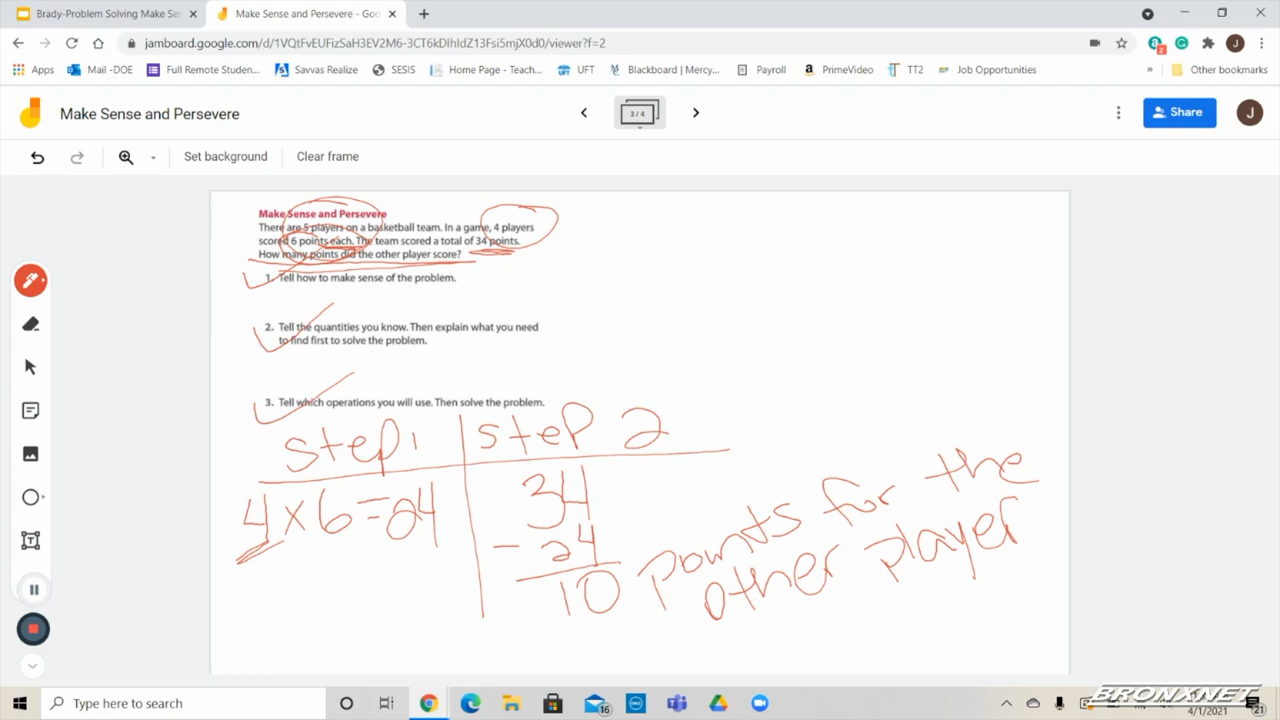 Brady-Problem Solving Make Ser
Make Sense and Persevere - Goo
jamboard.google.com/d/1VQtFvEUFizSaH3EV2M6-3CT6kDIhIdZ13Fsi5mjX0d0/viewer?f=2
2
J
Apps
Mail -DOE
Full Remote Studen...
Savvas Realize
SESIS
Home Page - Teach...
UFT
Blackboard | Mercy...
Payroll
PrimeVideo
TT2
Job Opportunities
»
Other bookmarks
Make Sense and Persevere
3 / 4
Share
J
Set background
Clear frame
Make Sense and Persevere
There are 5 players on a basketball team. In a game, 4 players
scored 6 points each. The team scored a total of 34 points.
How many points did the other player score?
1. Tell how to make sense of the problem.
2. Tell the quantities you know. Then explain what you need
to find first to solve the problem.
3. Tell which operations you will use. Then solve the problem.
Step 1
Step 2
4 x 6 = 24
34
- 24
10 points for the
other player
Type here to search
16
DELL
BRONXNET
4/1/2021
21